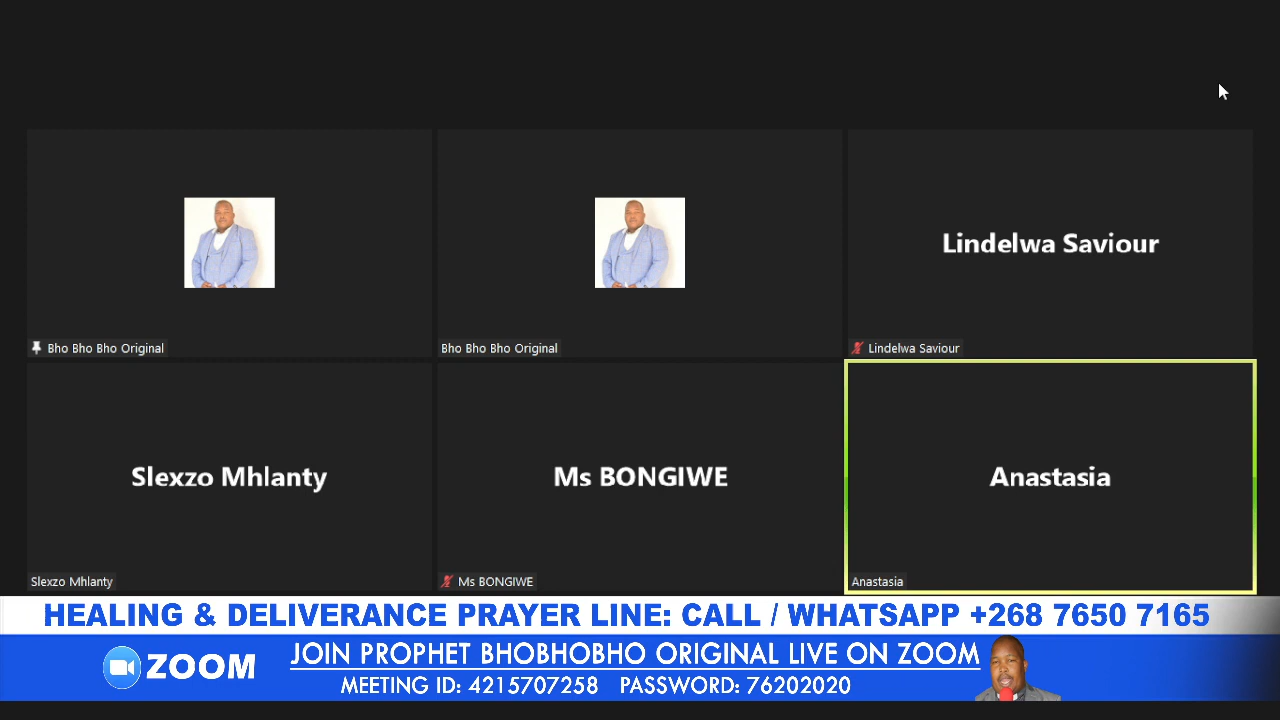 Lindelwa Saviour
Bho Bho Bho Original
Bho Bho Bho Original
Lindelwa Saviour
Slexzo Mhlanty
Ms BONGIWE
Anastasia
Slexzo Mhlanty
Ms BONGIWE
Anastasia
HEALING & DELIVERANCE PRAYER LINE: CALL / WHATSAPP +268 7650 7165
ZOOM
JOIN PROPHET BHOBHOBHO ORIGINAL LIVE ON ZOOM
MEETING ID: 4215707258 PASSWORD: 76202020